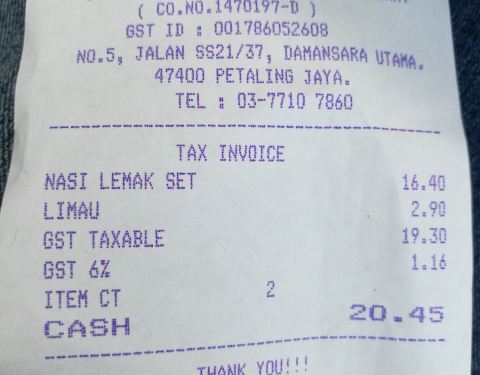 ( CO.NO.1470197-D )
GST ID : 001786052608
NO.5, JALAN SS21/37, DAMANSARA UTAMA.
47400 PETALING JAYA.
TEL : 03-7710 7860
TAX INVOICE
NASI LEMAK SET 16.40
LIMAU 2.90
GST TAXABLE 19.30
GST 6% 1.16
ITEM CT 2
CASH 20.45
THANK YOU!!!